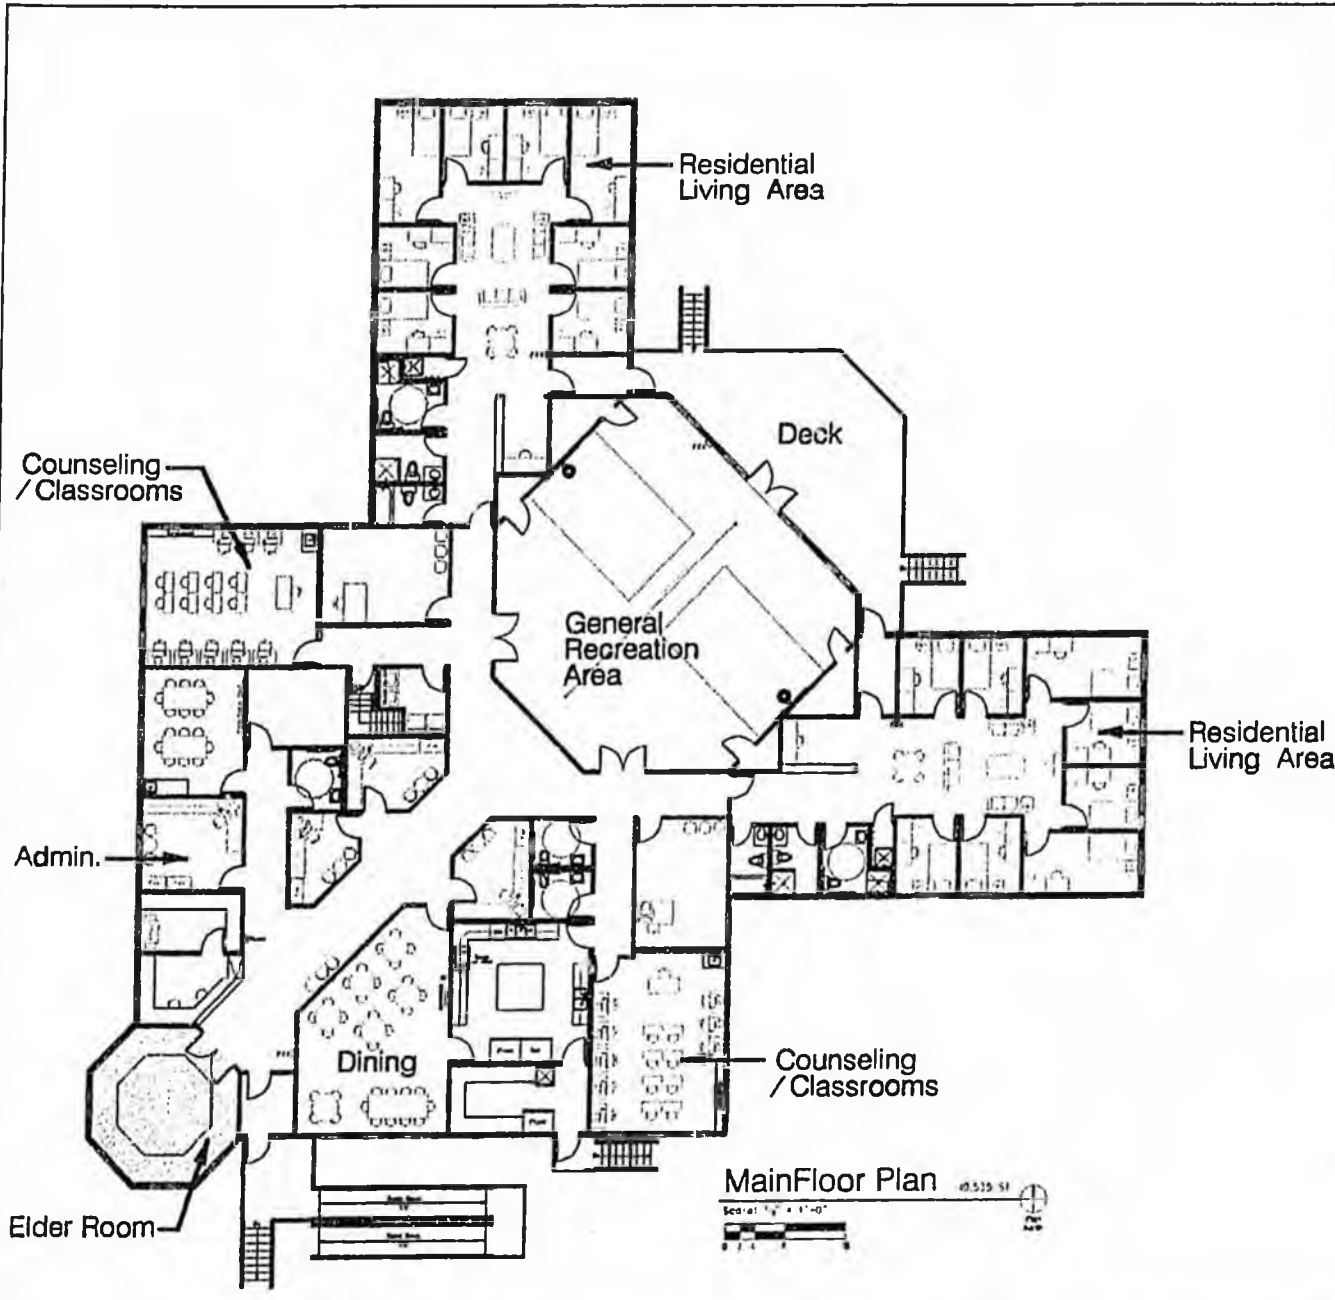 Residential
Living Area
Deck
Counseling
/Classrooms
General
Recreation
Area
Residential
Living Area
Admin.
Dining
Counseling
/Classrooms
Elder Room
MainFloor Plan